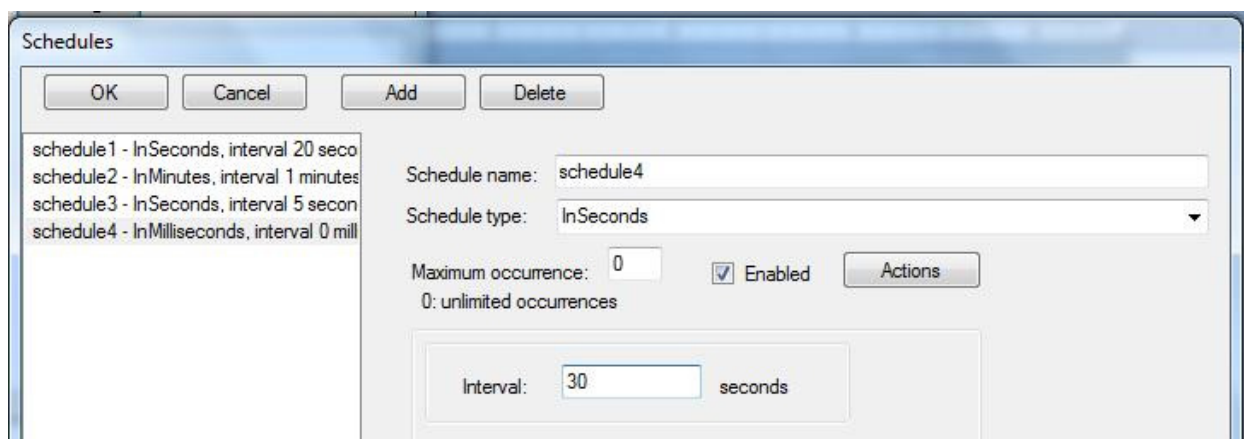 Schedules
OK Cancel Add Delete
schedule1 - InSeconds, interval 20 seco
schedule2 - InMinutes, interval 1 minutes
schedule3 - InSeconds, interval 5 secon
schedule4 - InMilliseconds, interval 0 mill
Schedule name: schedule4
Schedule type: InSeconds
Maximum occurrence: 0 Enabled Actions
0: unlimited occurrences
Interval: 30 seconds